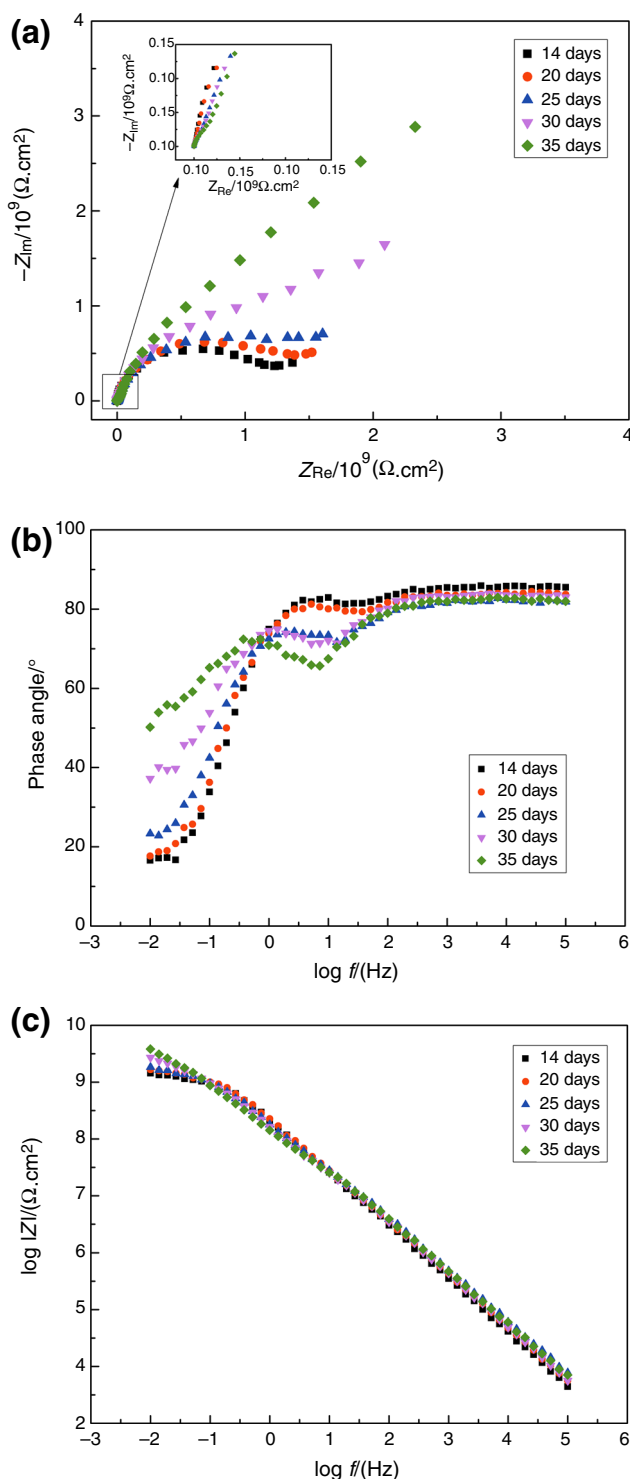 (a)
4
3
2
1
0
0
1
2
3
4
–Z_Im/10^9(Ω.cm^2)
Z_Re/10^9(Ω.cm^2)
0.15
0.15
0.10
0.10
0.10
0.10
0.10
0.15
0.15
–Z_Im/10^9Ω.cm^2
Z_Re/10^9Ω.cm^2
14 days
20 days
25 days
30 days
35 days
(b)
100
80
60
40
20
0
–3
–2
–1
0
1
2
3
4
5
6
Phase angle/°
log f/(Hz)
14 days
20 days
25 days
30 days
35 days
(c)
10
9
8
7
6
5
4
2
–3
–2
–1
0
1
2
3
4
5
6
log |Z|/(Ω.cm^2)
log f/(Hz)
14 days
20 days
25 days
30 days
35 days